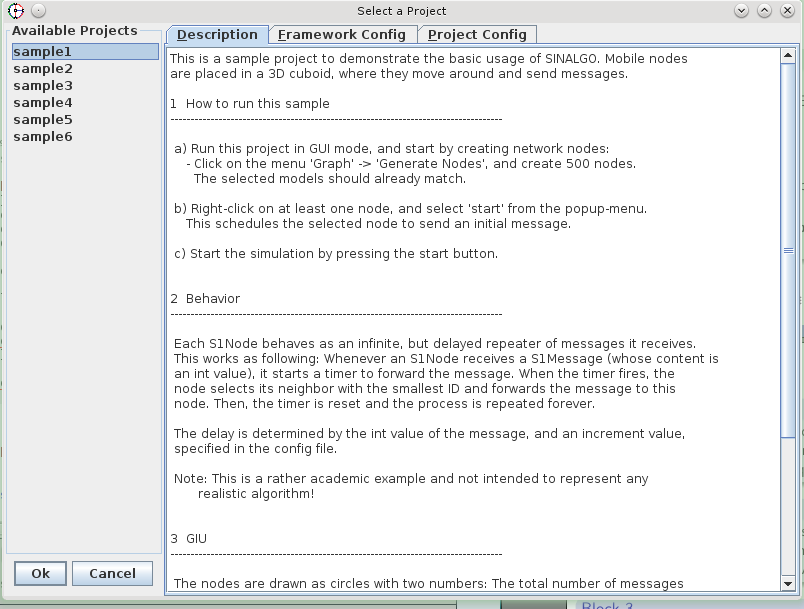 Select a Project
Available Projects
sample1
sample2
sample3
sample4
sample5
sample6
Description
Framework Config
Project Config
This is a sample project to demonstrate the basic usage of SINALGO. Mobile nodes
are placed in a 3D cuboid, where they move around and send messages.
1 How to run this sample
-----------------------------------------------------------------------------------
a) Run this project in GUI mode, and start by creating network nodes:
- Click on the menu 'Graph' -> 'Generate Nodes', and create 500 nodes.
The selected models should already match.
b) Right-click on at least one node, and select 'start' from the popup-menu.
This schedules the selected node to send an initial message.
c) Start the simulation by pressing the start button.
2 Behavior
-----------------------------------------------------------------------------------
Each S1Node behaves as an infinite, but delayed repeater of messages it receives.
This works as following: Whenever an S1Node receives a S1Message (whose content is
an int value), it starts a timer to forward the message. When the timer fires, the
node selects its neighbor with the smallest ID and forwards the message to this
node. Then, the timer is reset and the process is repeated forever.
The delay is determined by the int value of the message, and an increment value,
specified in the config file.
Note: This is a rather academic example and not intended to represent any
realistic algorithm!
3 GIU
-----------------------------------------------------------------------------------
The nodes are drawn as circles with two numbers: The total number of messages
Ok
Cancel
Block 3